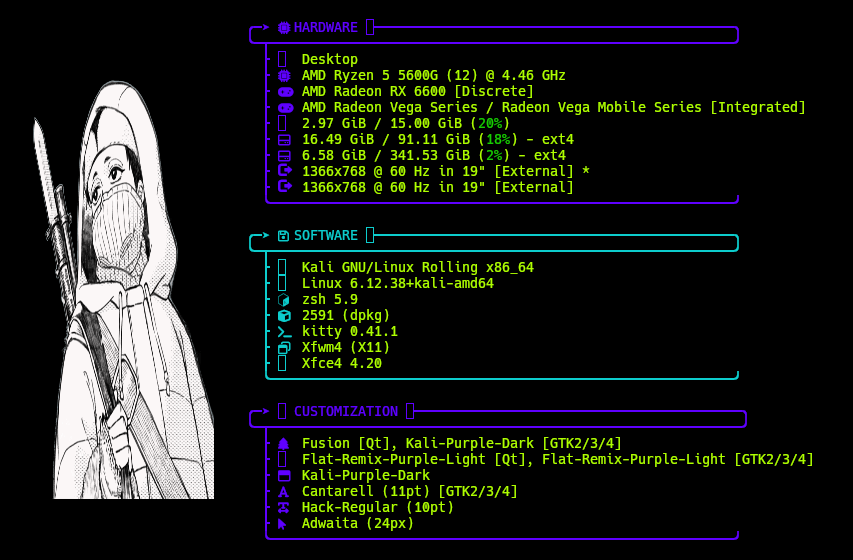 HARDWARE
Desktop
AMD Ryzen 5 5600G (12) @ 4.46 GHz
AMD Radeon RX 6600 [Discrete]
AMD Radeon Vega Series / Radeon Vega Mobile Series [Integrated]
2.97 GiB / 15.00 GiB (20%)
16.49 GiB / 91.11 GiB (18%) - ext4
6.58 GiB / 341.53 GiB (2%) - ext4
1366x768 @ 60 Hz in 19" [External] *
1366x768 @ 60 Hz in 19" [External]
SOFTWARE
Kali GNU/Linux Rolling x86_64
Linux 6.12.38+kali-amd64
zsh 5.9
2591 (dpkg)
kitty 0.41.1
Xfwm4 (X11)
Xfce4 4.20
CUSTOMIZATION
Fusion [Qt], Kali-Purple-Dark [GTK2/3/4]
Flat-Remix-Purple-Light [Qt], Flat-Remix-Purple-Light [GTK2/3/4]
Kali-Purple-Dark
Cantarell (11pt) [GTK2/3/4]
Hack-Regular (10pt)
Adwaita (24px)